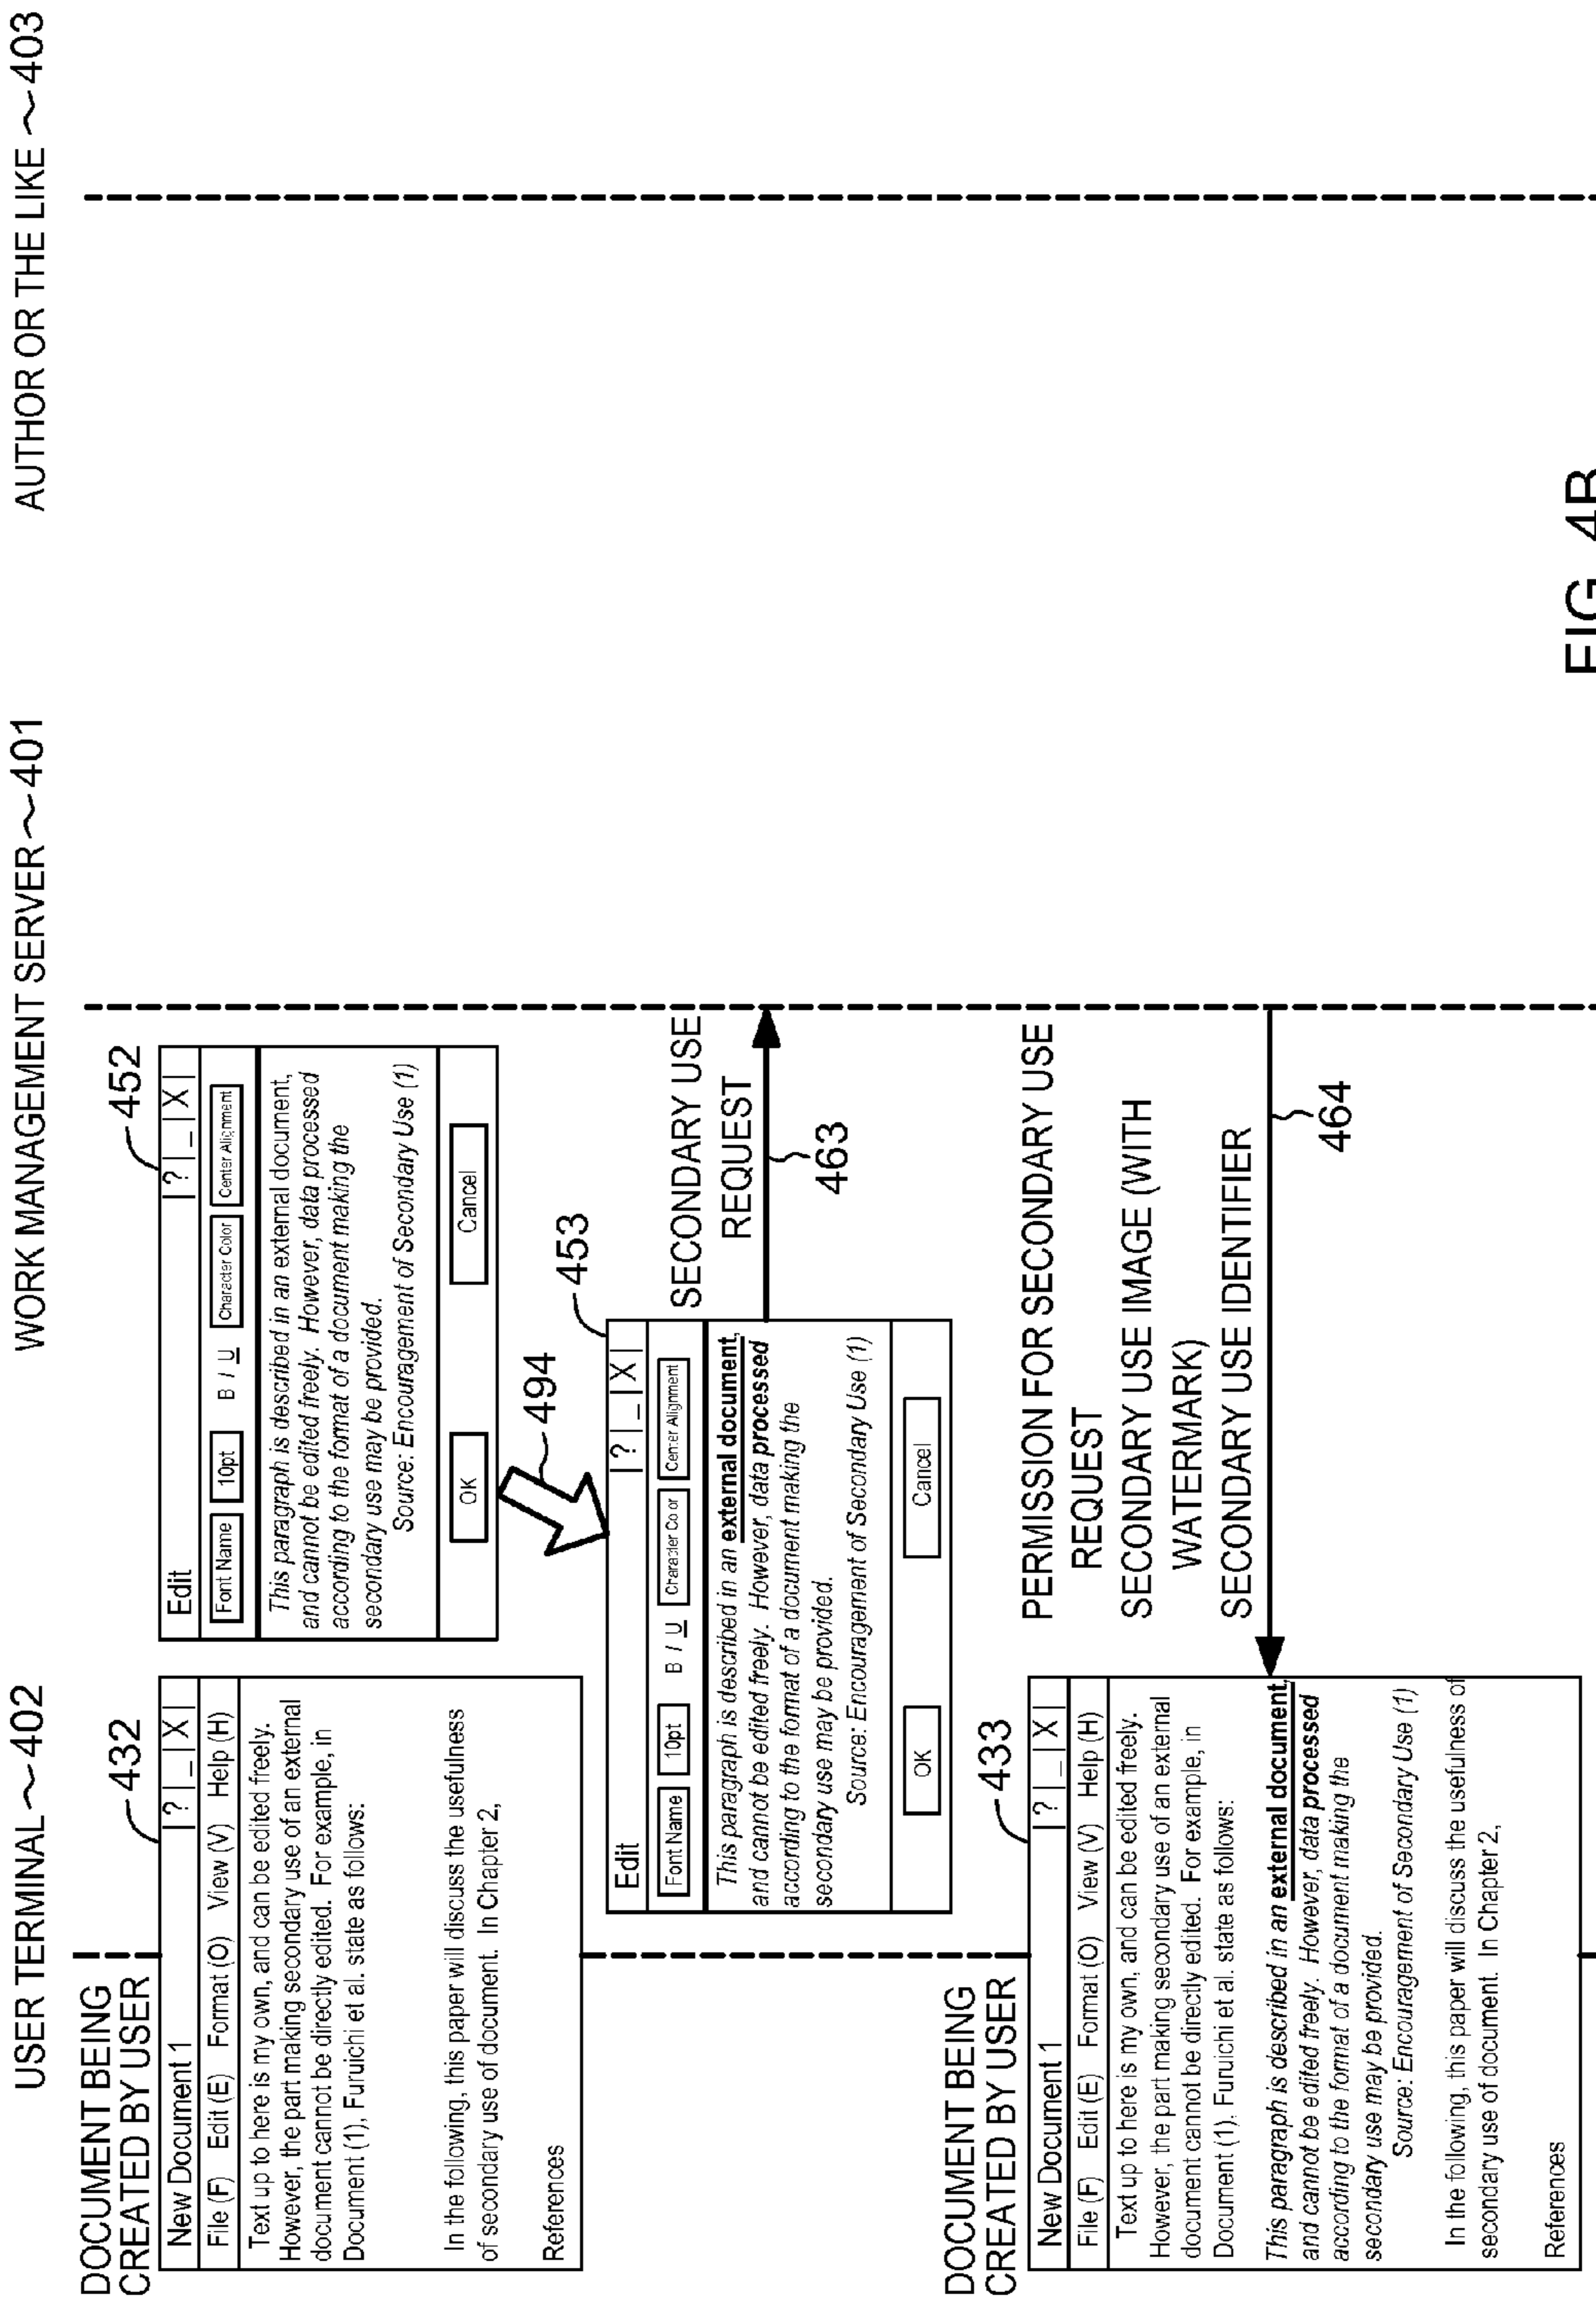 USER TERMINAL ~ 402
WORK MANAGEMENT SERVER ~ 401
AUTHOR OR THE LIKE ~ 403
DOCUMENT BEING
CREATED BY USER
432
New Document 1 | ? | _ | X |
File (F) Edit (E) Format (O) View (V) Help (H)
Text up to here is my own, and can be edited freely.
However, the part making secondary use of an external
document cannot be directly edited. For example, in
Document (1), Furuichi et al. state as follows:
In the following, this paper will discuss the usefulness
of secondary use of document. In Chapter 2,
References
452
Edit | ? | _ | X |
Font Name 10pt B I U Character Color Center Alignment
This paragraph is described in an external document,
and cannot be edited freely. However, data processed
according to the format of a document making the
secondary use may be provided.
Source: Encouragement of Secondary Use (1)
OK Cancel
494
453
Edit | ? | _ | X |
Font Name 10pt B I U Character Color Center Alignment
This paragraph is described in an external document,
and cannot be edited freely. However, data processed
according to the format of a document making the
secondary use may be provided.
Source: Encouragement of Secondary Use (1)
OK Cancel
SECONDARY USE
REQUEST
463
DOCUMENT BEING
CREATED BY USER
433
New Document 1 | ? | _ | X |
File (F) Edit (E) Format (O) View (V) Help (H)
Text up to here is my own, and can be edited freely.
However, the part making secondary use of an external
document cannot be directly edited. For example, in
Document (1). Furuichi et al. state as follows:
This paragraph is described in an external document,
and cannot be edited freely. However, data processed
according to the format of a document making the
secondary use may be provided.
Source: Encouragement of Secondary Use (1)
In the following, this paper will discuss the usefulness of
secondary use of document. In Chapter 2,
References
PERMISSION FOR SECONDARY USE
REQUEST
SECONDARY USE IMAGE (WITH
WATERMARK)
SECONDARY USE IDENTIFIER
464
FIG. 4B